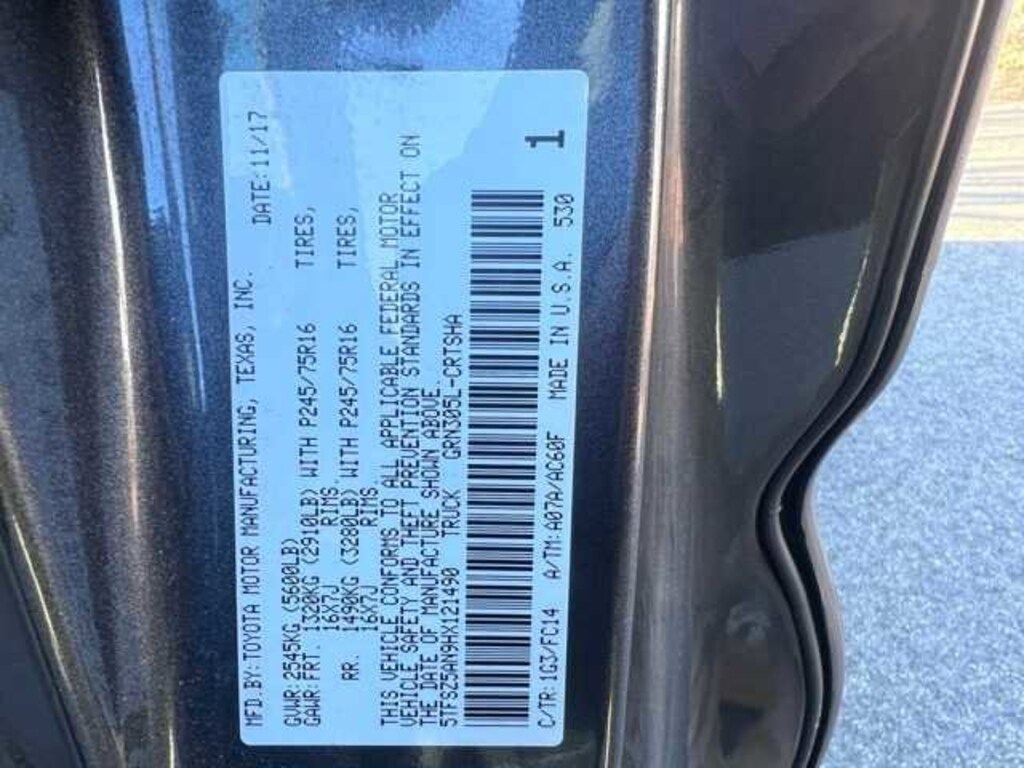 MFD.BY:TOYOTA MOTOR MANUFACTURING, TEXAS, INC. DATE:11/17
GVWR:2545KG (5600LB)
GAWR:FRT. 1320KG (2910LB) WITH P245/75R16 TIRES,
16X7J RIMS
RR. 1490KG (3280LB) WITH P245/75R16 TIRES,
16X7J RIMS
THIS VEHICLE CONFORMS TO ALL APPLICABLE FEDERAL MOTOR
VEHICLE SAFETY AND THEFT PREVENTION STANDARDS IN EFFECT ON
THE DATE OF MANUFACTURE SHOWN ABOVE.
5TFSZ5AN9HX121490 TRUCK GRN305L-CRTSHA
1
C/TR:1G3/FC14 A/TM:A07A/AC60F MADE IN U.S.A. 530